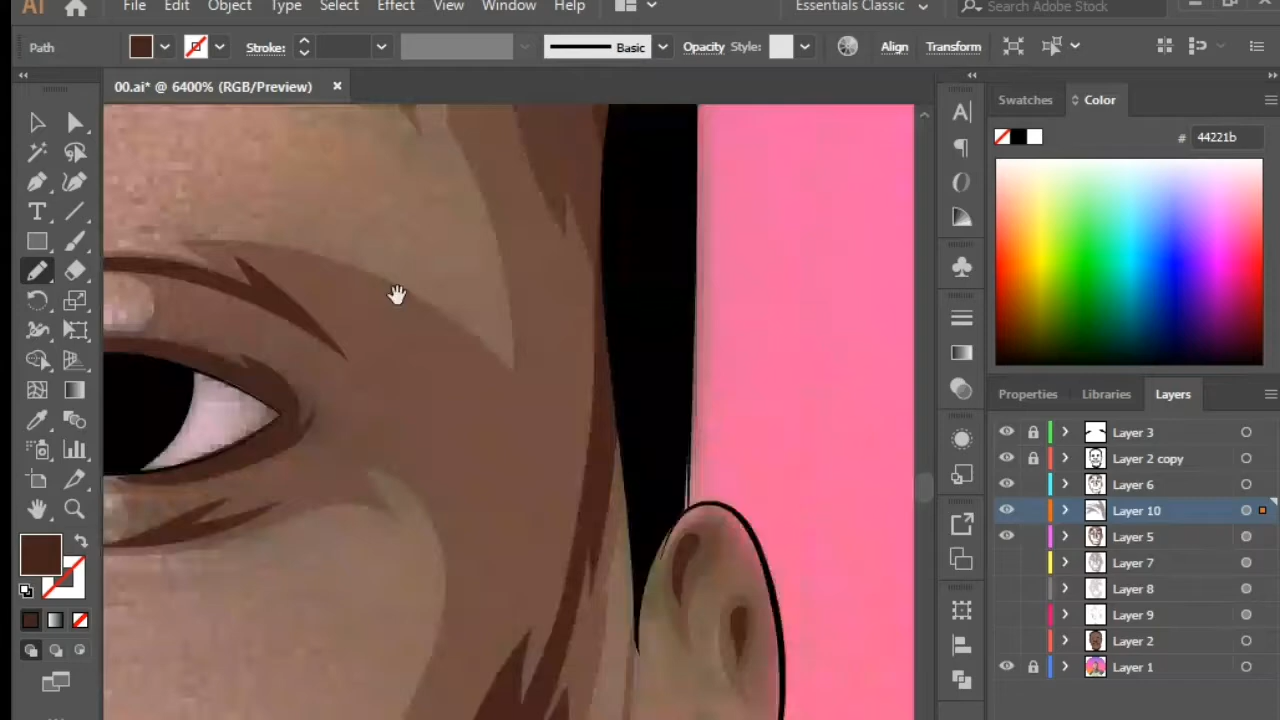 Ai File Edit Object Type Select Effect View Window Help Essentials Classic Search Adobe Stock
Path Stroke: Basic Opacity Style: Align Transform
00.ai* @ 6400% (RGB/Preview) ×
Swatches Color
# 44221b
Properties Libraries Layers
Layer 3
Layer 2 copy
Layer 6
Layer 10
Layer 5
Layer 7
Layer 8
Layer 9
Layer 2
Layer 1